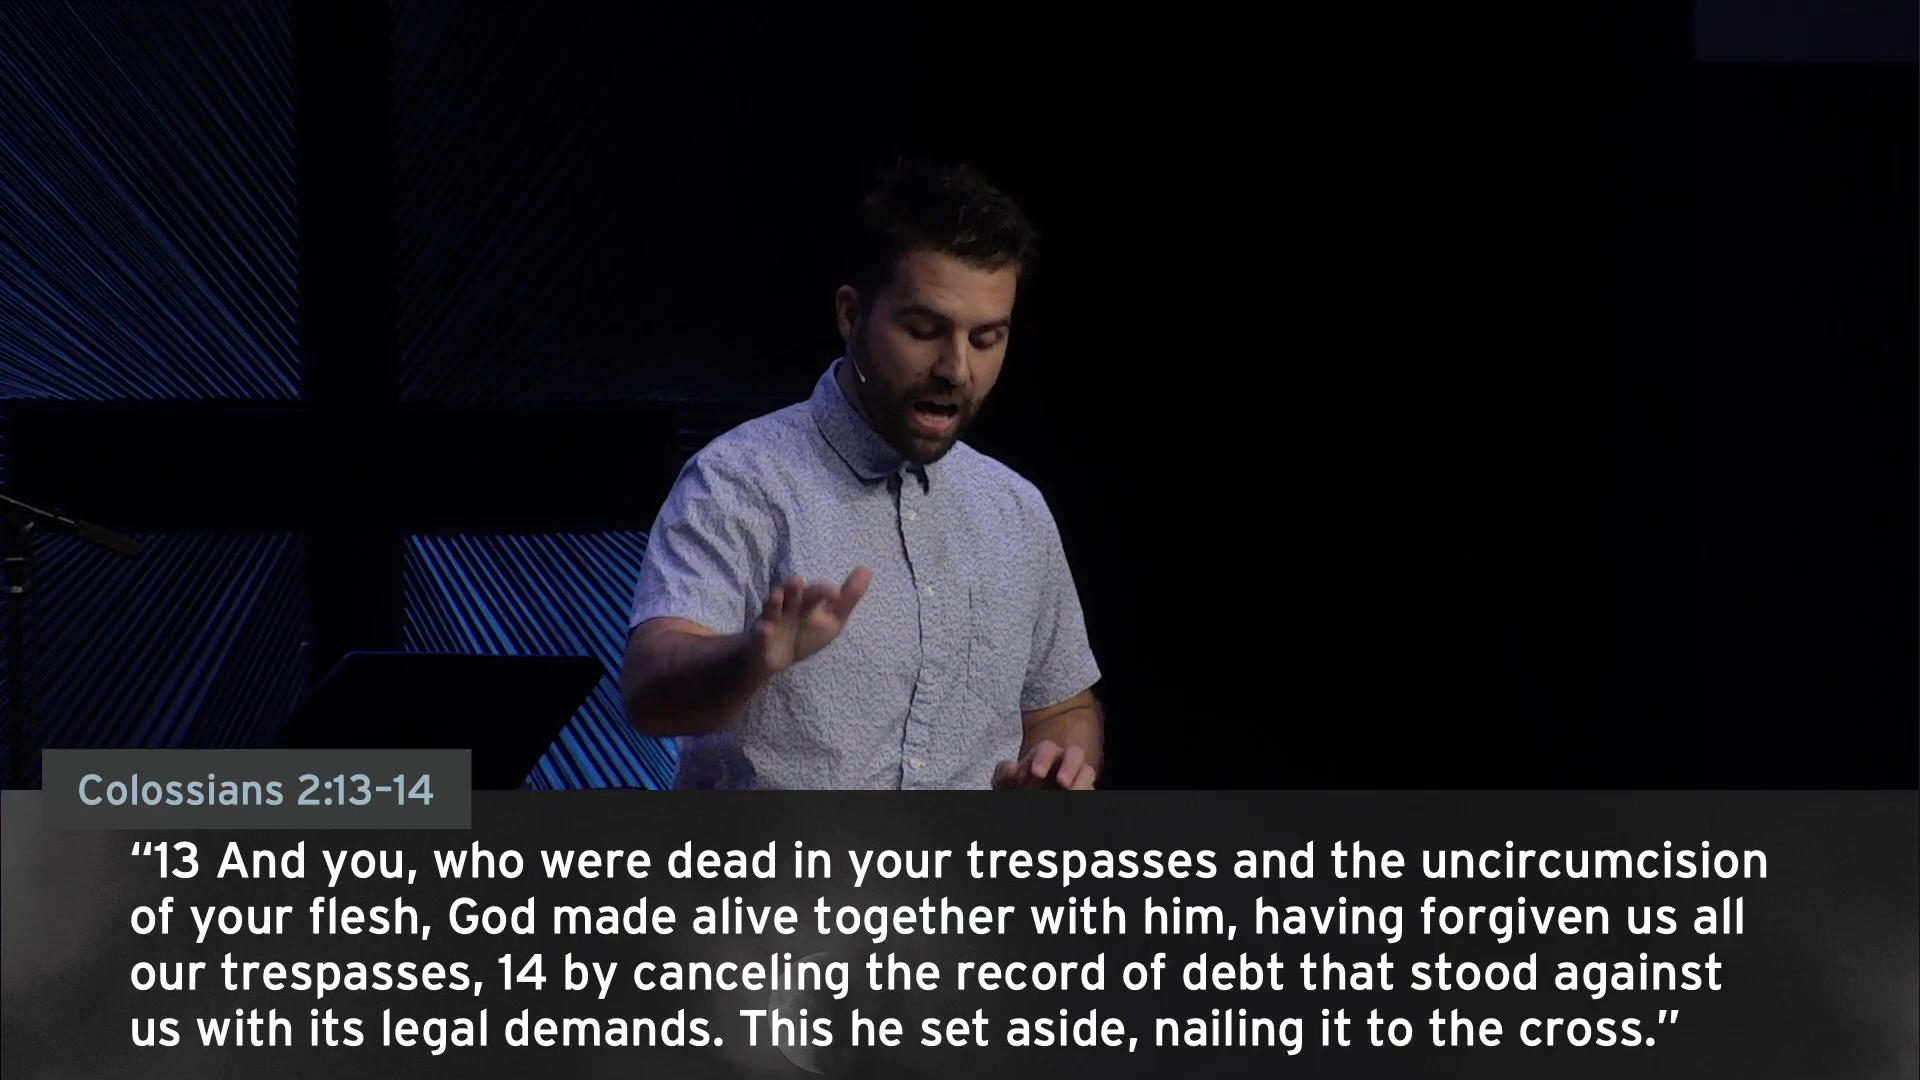 Colossians 2:13–14
“13 And you, who were dead in your trespasses and the uncircumcision
of your flesh, God made alive together with him, having forgiven us all
our trespasses, 14 by canceling the record of debt that stood against
us with its legal demands. This he set aside, nailing it to the cross.”